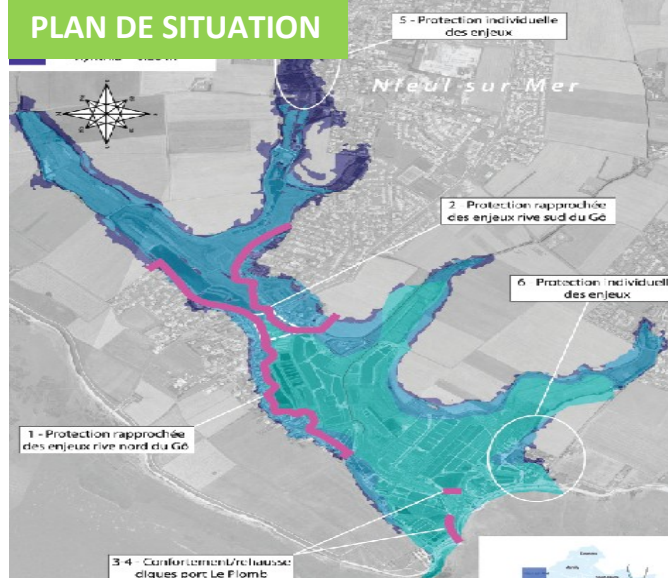 PLAN DE SITUATION
5 - Protection individuelle
des enjeux
Nieul sur Mer
2 - Protection rapprochée
des enjeux rive sud du Gô
6 - Protection individuell
des enjeux
1 - Protection rapprochée
des enjeux rive nord du Gô
3-4 - Confortement/rehausse
digues port Le Plomb